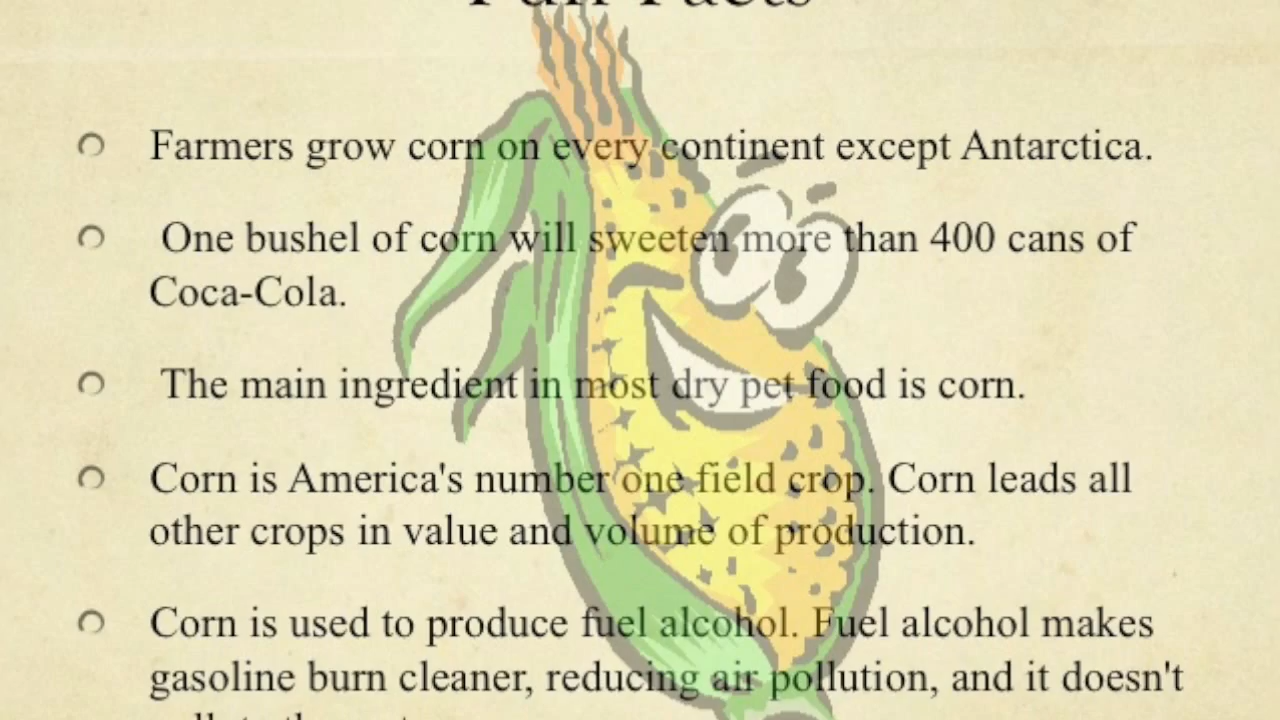 Fun Facts
Farmers grow corn on every continent except Antarctica.
One bushel of corn will sweeten more than 400 cans of
Coca-Cola.
The main ingredient in most dry pet food is corn.
Corn is America's number one field crop. Corn leads all
other crops in value and volume of production.
Corn is used to produce fuel alcohol. Fuel alcohol makes
gasoline burn cleaner, reducing air pollution, and it doesn't